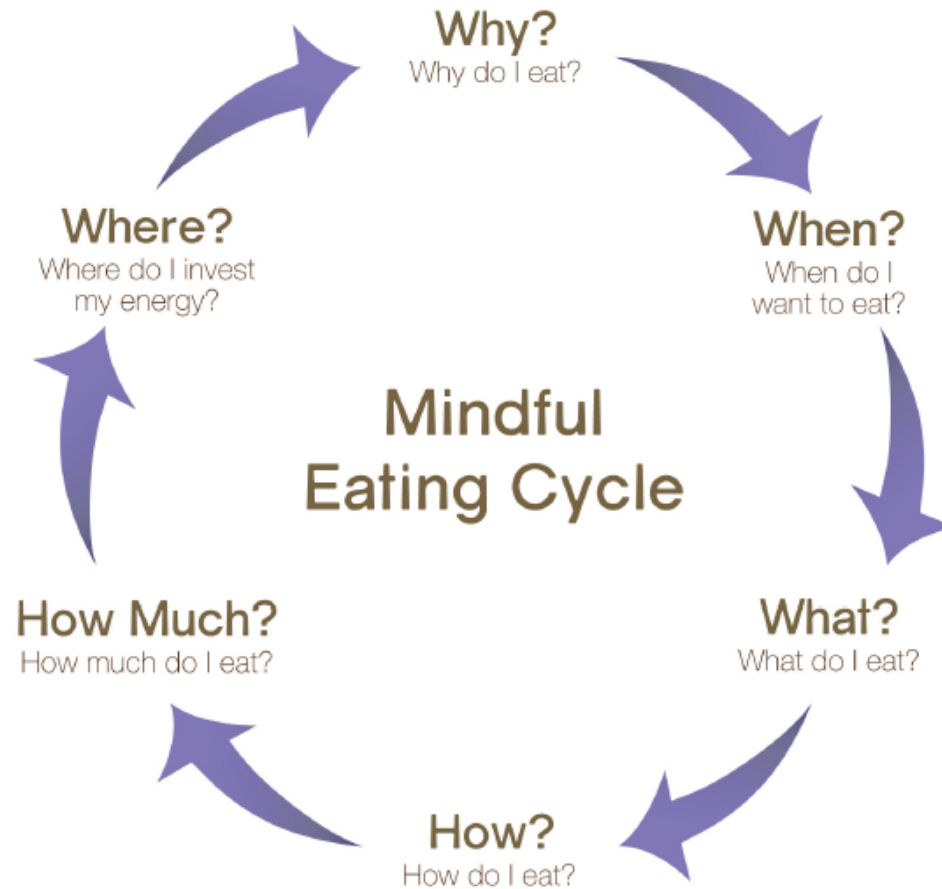 Why?
Why do I eat?
When?
When do I
want to eat?
What?
What do I eat?
How?
How do I eat?
How Much?
How much do I eat?
Where?
Where do I invest
my energy?
Mindful
Eating Cycle